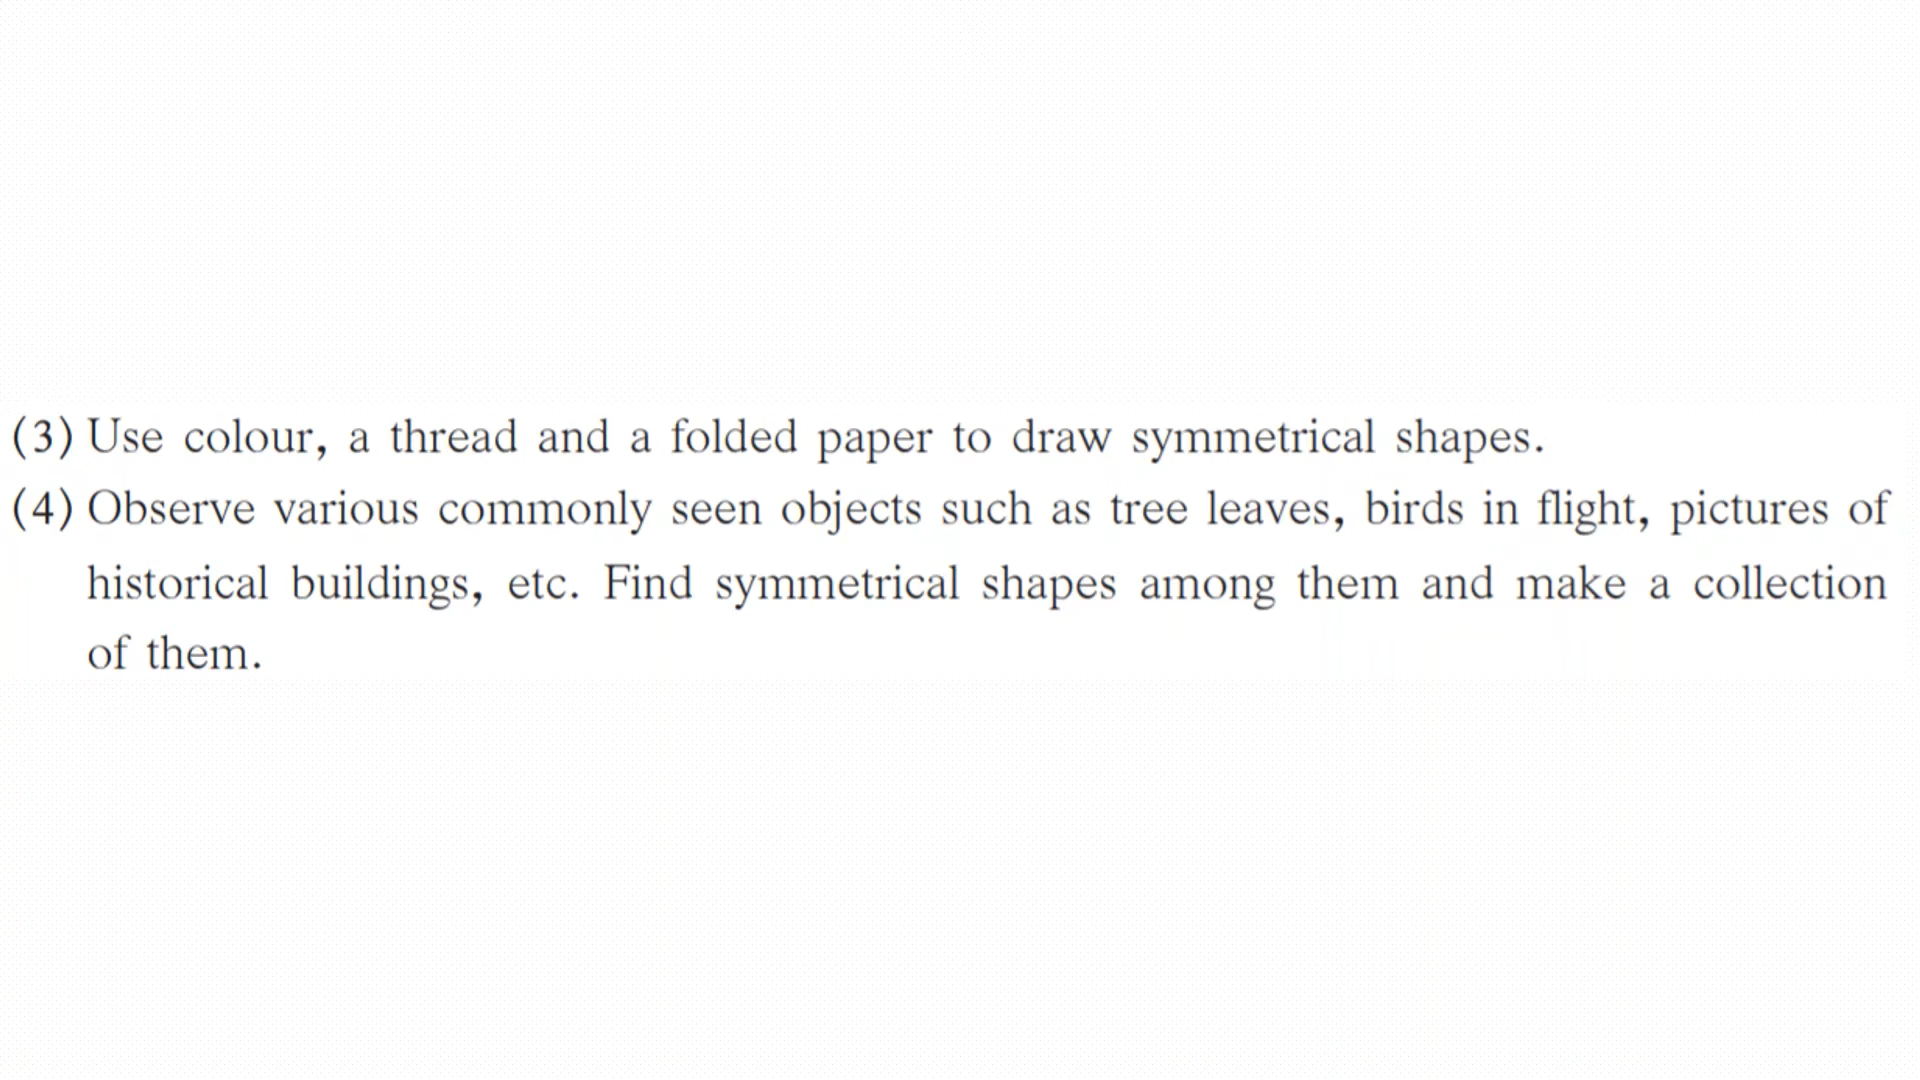 (3) Use colour, a thread and a folded paper to draw symmetrical shapes.
(4) Observe various commonly seen objects such as tree leaves, birds in flight, pictures of
historical buildings, etc. Find symmetrical shapes among them and make a collection
of them.